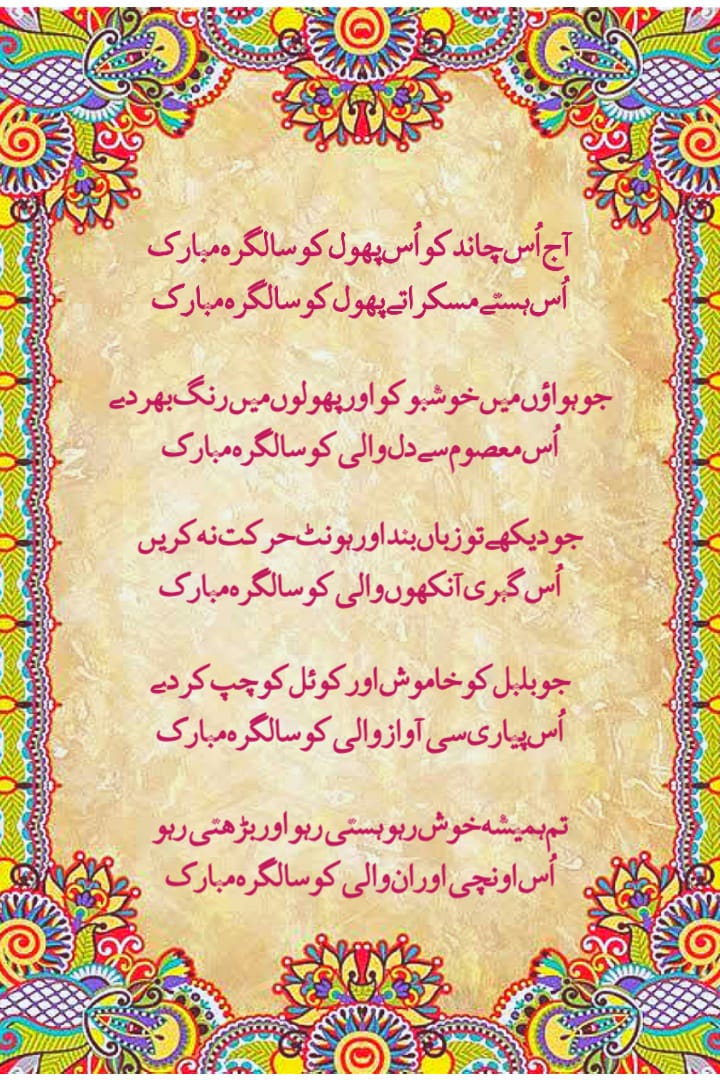 آج اُس چاند کو اُس پھول کو سالگرہ مبارک
اُس ہستے مسکراتے پھول کو سالگرہ مبارک
جو ہواؤں میں خوشبو کو اور پھولوں میں رنگ بھر دے
اُس معصوم سے دل والی کو سالگرہ مبارک
جو دیکھے تو زباں بند اور ہونٹ حرکت نہ کریں
اُس گہری آنکھوں والی کو سالگرہ مبارک
جو بلبل کو خاموش اور کوئل کو چپ کر دے
اُس پیاری سی آواز والی کو سالگرہ مبارک
تم ہمیشہ خوش رہو ہستی رہو اور بڑھتی رہو
اُس اونچی اوران والی کو سالگرہ مبارک